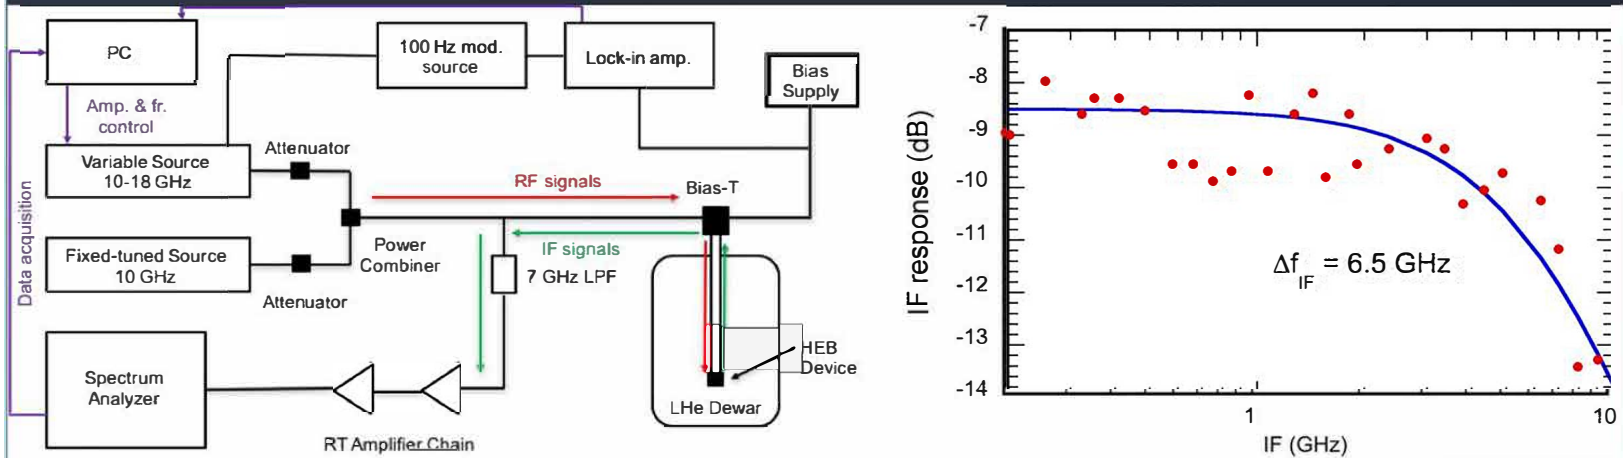 PC
100 Hz mod.
source
Lock-in amp.
Bias
Supply
Amp. & fr.
control
Data acquisition
Variable Source
10-18 GHz
Attenuator
RF signals
Bias-T
Fixed-tuned Source
10 GHz
Attenuator
Power
Combiner
IF signals
7 GHz LPF
HEB
Device
LHe Dewar
Spectrum
Analyzer
RT Amplifier Chain
IF response (dB)
-7
-8
-9
-10
-11
-12
-13
-14
Δf_IF = 6.5 GHz
1
10
IF (GHz)